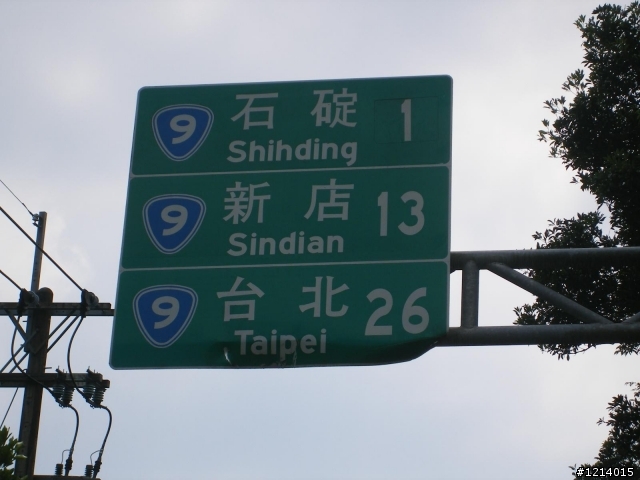 9 石碇 1
Shihding
9 新店 13
Sindian
9 台北 26
Taipei
#1214015